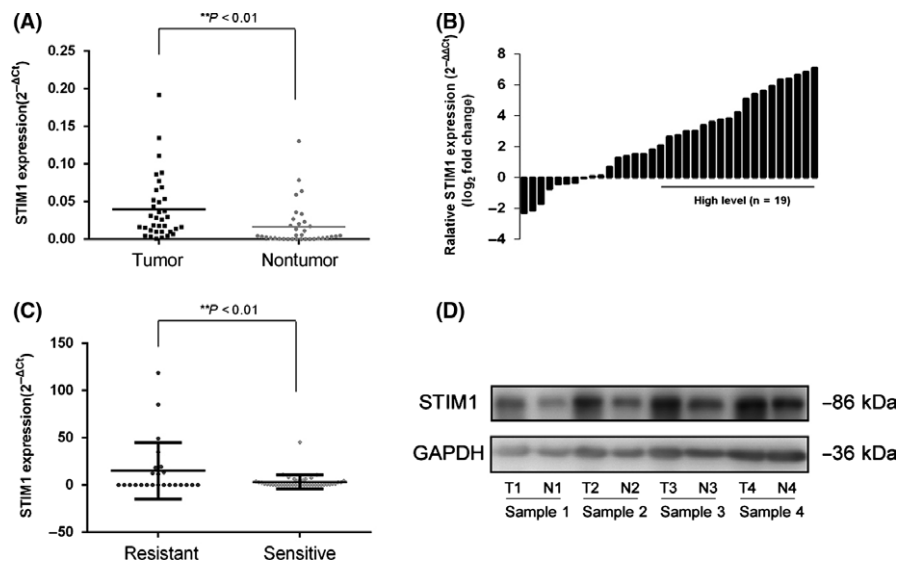 (A)
**P < 0.01
STIM1 expression(2^−ΔCt)
0.25
0.20
0.15
0.10
0.05
0.00
Tumor Nontumor
(B)
Ralative STIM1 expression (2^−ΔΔCt)
(log2 fold change)
8
6
4
2
0
−2
−4
High level (n = 19)
(C)
**P < 0.01
STIM1 expression(2^−ΔCt)
150
100
50
0
−50
Resistant Sensitive
(D)
STIM1 –86 kDa
GAPDH –36 kDa
T1 N1 T2 N2 T3 N3 T4 N4
Sample 1 Sample 2 Sample 3 Sample 4